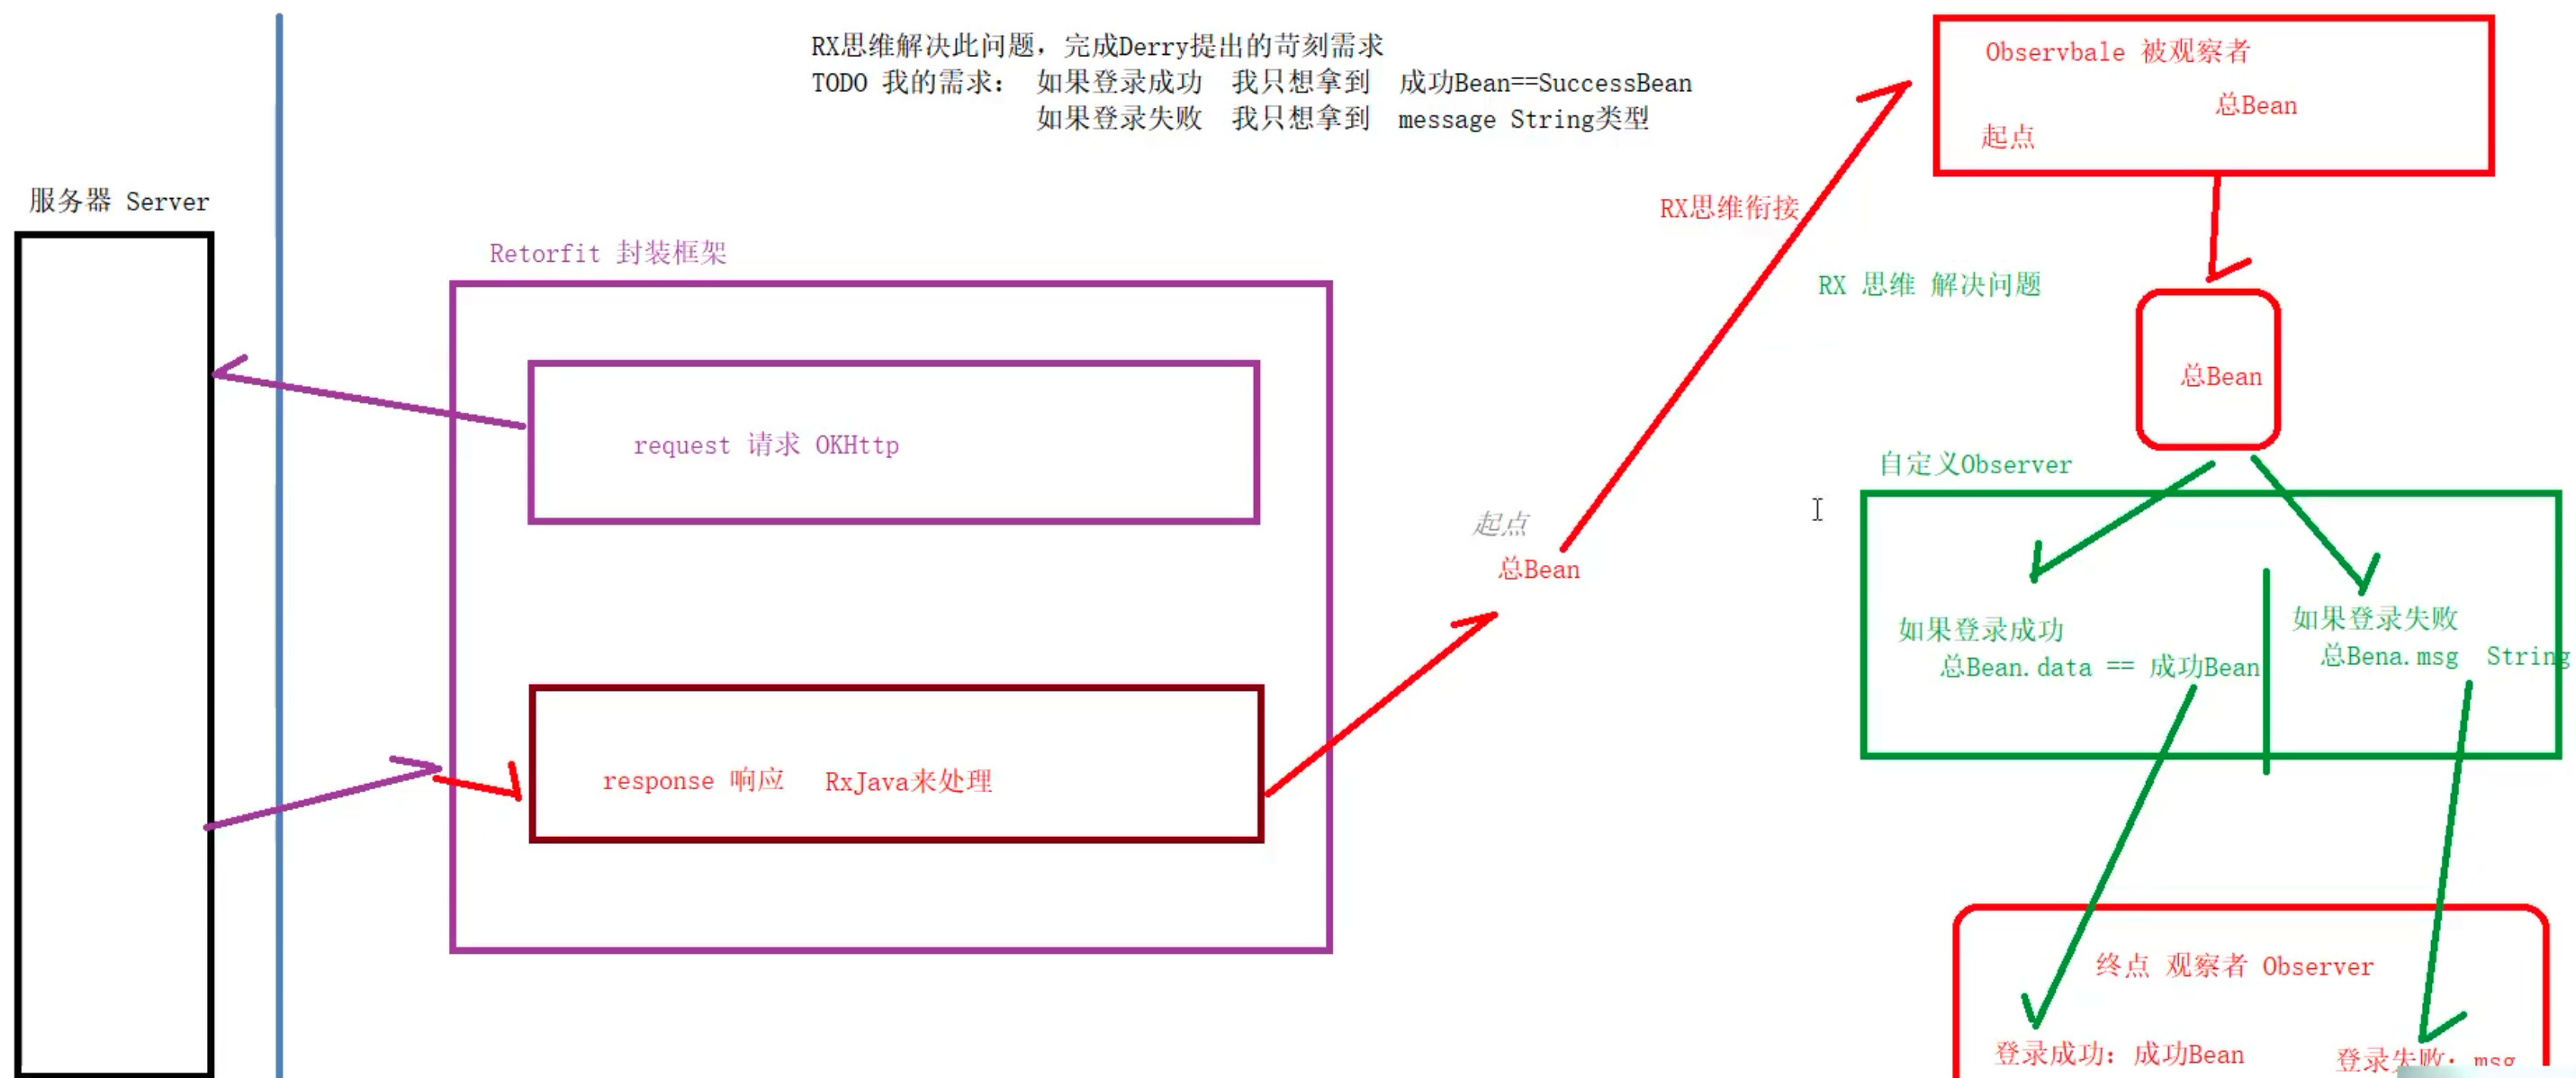 RX思维解决此问题，完成Derry提出的苛刻需求
TODO 我的需求： 如果登录成功 我只想拿到 成功Bean==SuccessBean
如果登录失败 我只想拿到 message String类型
服务器 Server
Retorfit 封装框架
request 请求 OKHttp
response 响应 RxJava来处理
起点
总Bean
RX思维衔接
Observbale 被观察者
总Bean
起点
RX 思维 解决问题
总Bean
自定义Observer
如果登录成功
总Bean.data == 成功Bean
如果登录失败
总Bena.msg String
终点 观察者 Observer
登录成功：成功Bean
登录失败：msg